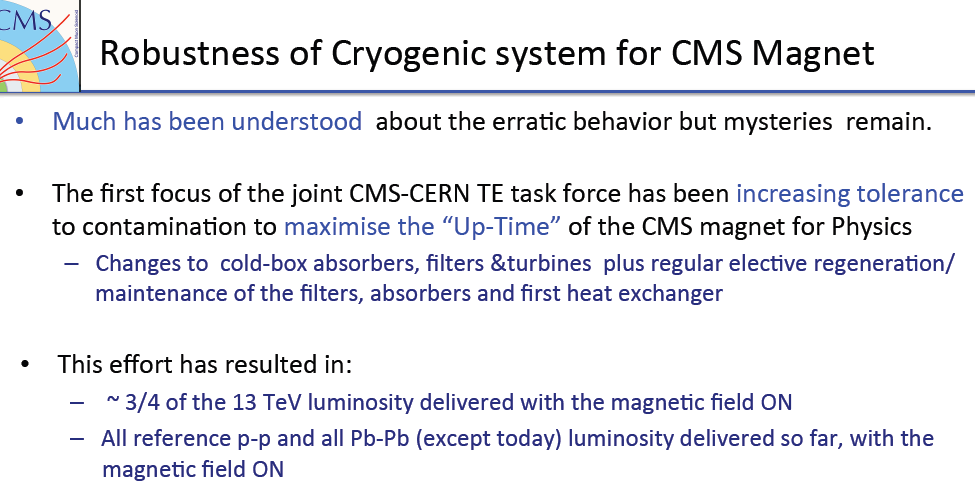 CMS
Robustness of Cryogenic system for CMS Magnet
• Much has been understood about the erratic behavior but mysteries remain.
• The first focus of the joint CMS-CERN TE task force has been increasing tolerance
to contamination to maximise the “Up-Time” of the CMS magnet for Physics
– Changes to cold-box absorbers, filters &turbines plus regular elective regeneration/
maintenance of the filters, absorbers and first heat exchanger
• This effort has resulted in:
– ~ 3/4 of the 13 TeV luminosity delivered with the magnetic field ON
– All reference p-p and all Pb-Pb (except today) luminosity delivered so far, with the
magnetic field ON